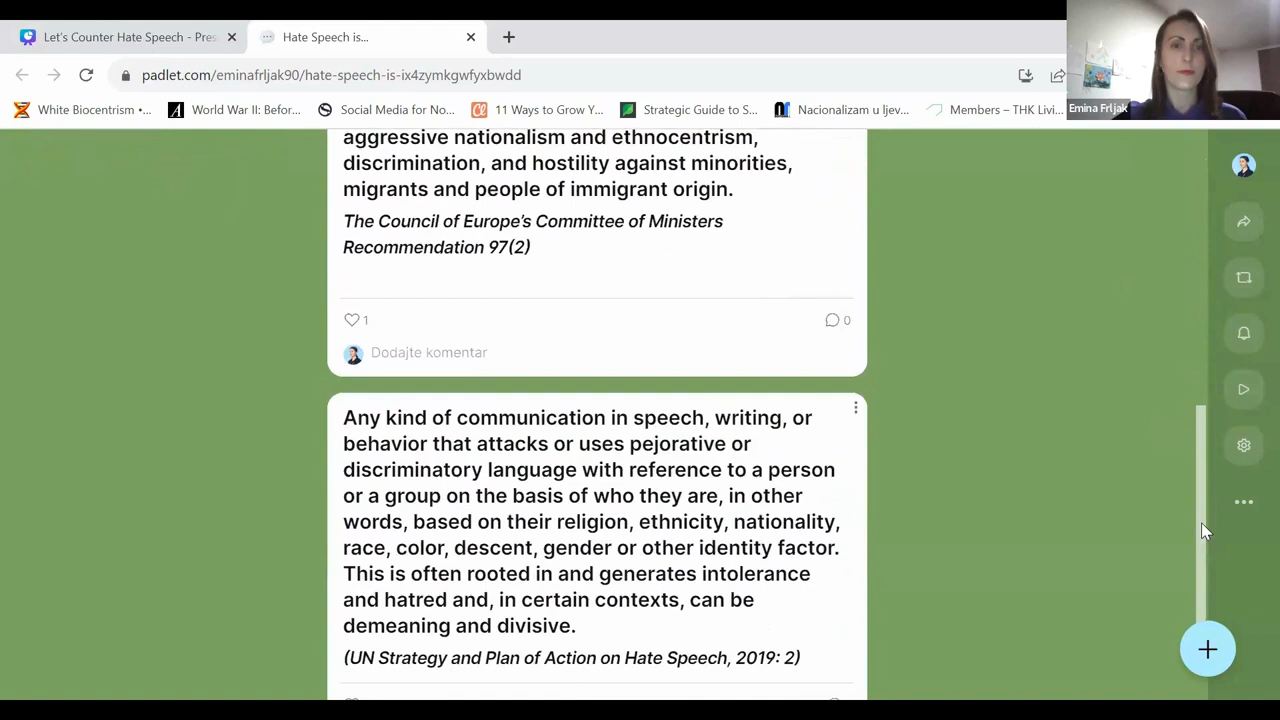 Let's Counter Hate Speech - Pres
Hate Speech is...
padlet.com/eminafrljak90/hate-speech-is-ix4zymkgwfyxbwdd
Emina Frljak
White Biocentrism •...
World War II: Befor...
Social Media for No...
11 Ways to Grow Y...
Strategic Guide to S...
Nacionalizam u ljev...
Members – THK Livi...
aggressive nationalism and ethnocentrism,
discrimination, and hostility against minorities,
migrants and people of immigrant origin.
The Council of Europe's Committee of Ministers
Recommendation 97(2)
1
0
Dodajte komentar
Any kind of communication in speech, writing, or
behavior that attacks or uses pejorative or
discriminatory language with reference to a person
or a group on the basis of who they are, in other
words, based on their religion, ethnicity, nationality,
race, color, descent, gender or other identity factor.
This is often rooted in and generates intolerance
and hatred and, in certain contexts, can be
demeaning and divisive.
(UN Strategy and Plan of Action on Hate Speech, 2019: 2)